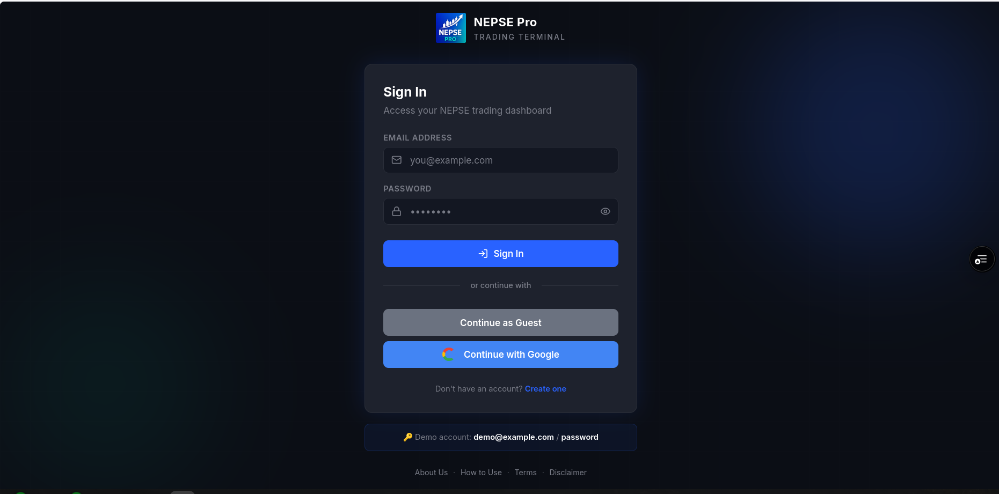 NEPSE
PRO
NEPSE Pro
TRADING TERMINAL
Sign In
Access your NEPSE trading dashboard
EMAIL ADDRESS
you@example.com
PASSWORD
••••••••
Sign In
or continue with
Continue as Guest
Continue with Google
Don't have an account? Create one
🔑 Demo account: demo@example.com / password
About Us · How to Use · Terms · Disclaimer